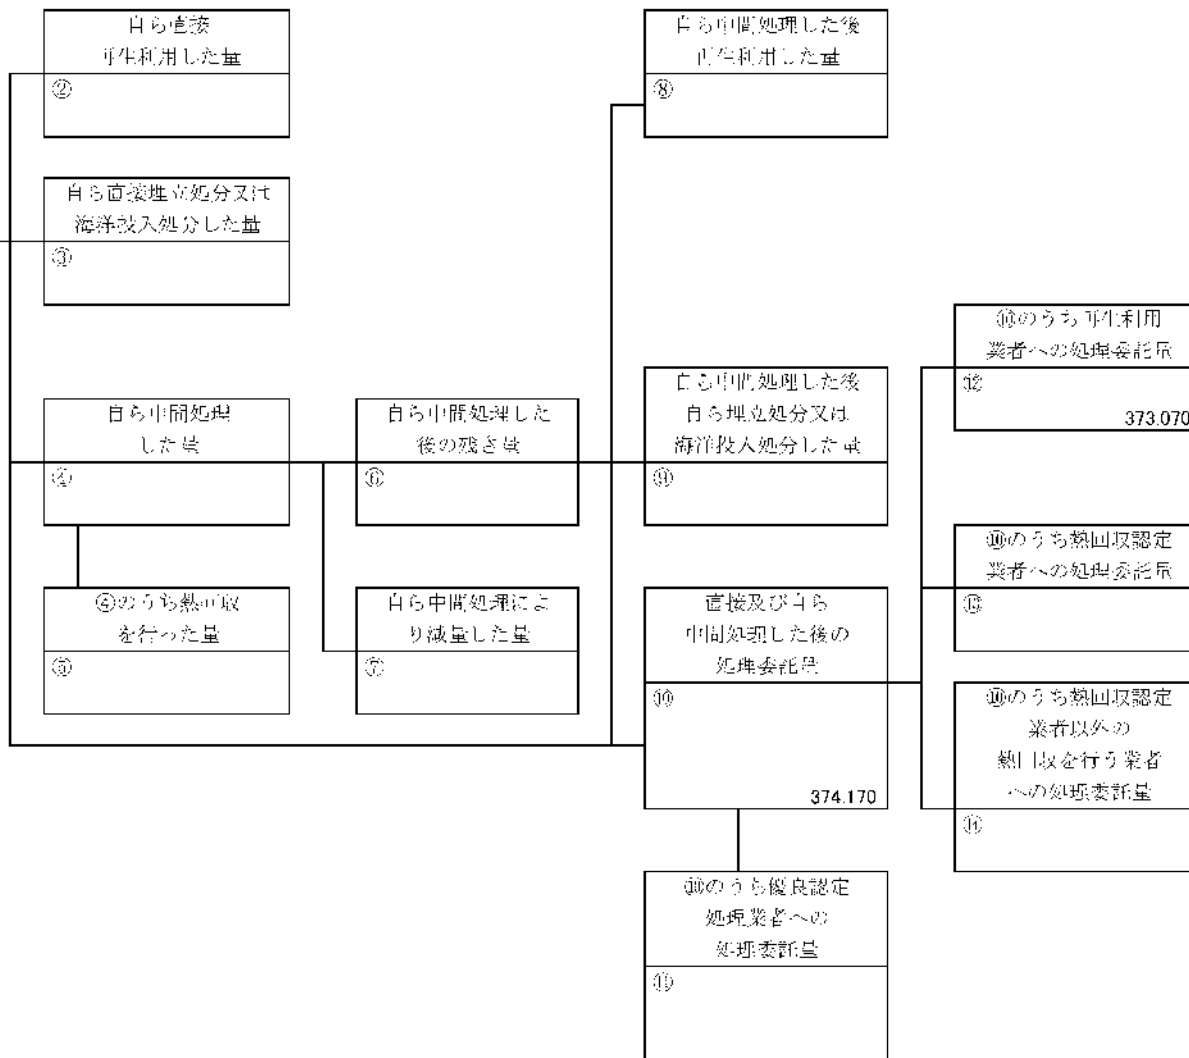 自ら直接
再生利用した量
②
自ら中間処理した後
再生利用した量
⑧
自ら直接埋立処分又は
海洋投入処分した量
③
⑩のうち再生利用
業者への処理委託量
⑫
373.070
自ら中間処理
した量
④
自ら中間処理した
後の残さ量
⑥
自ら中間処理した後
自ら埋立処分又は
海洋投入処分した量
⑨
⑩のうち熱回収認定
業者への処理委託量
⑬
④のうち熱回収
を行った量
⑤
自ら中間処理によ
り減量した量
⑦
直接及び自ら
中間処理した後の
処理委託量
⑩
374.170
⑩のうち熱回収認定
業者以外の
熱回収を行う業者
への処理委託量
⑭
⑩のうち優良認定
処理業者への
処理委託量
⑪